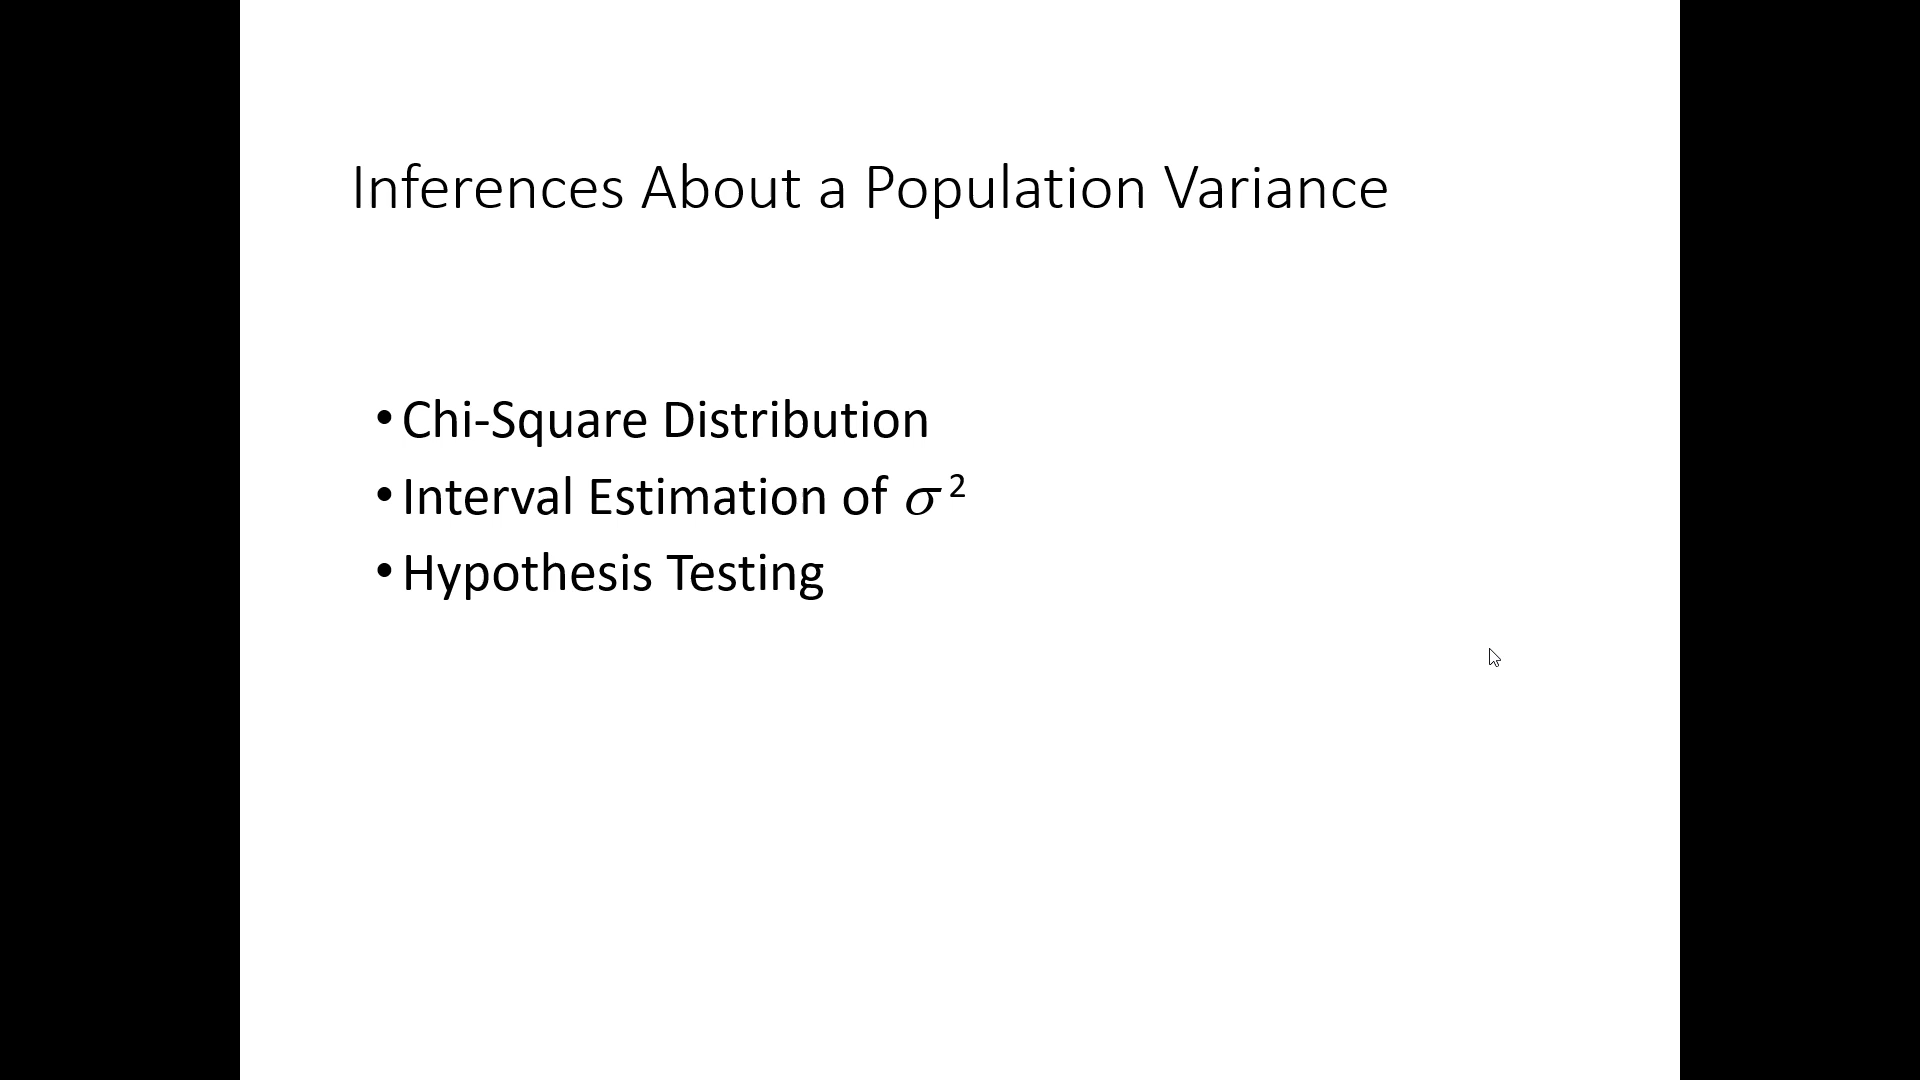 Inferences About a Population Variance
• Chi-Square Distribution
• Interval Estimation of σ²
• Hypothesis Testing